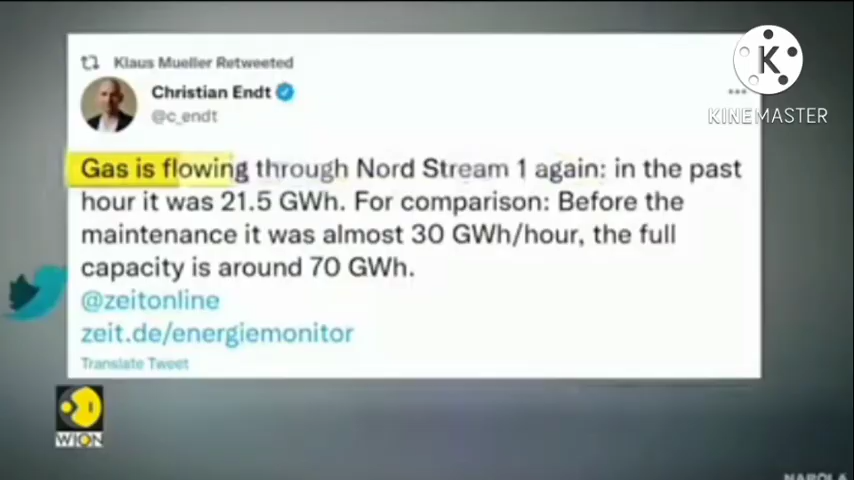 Klaus Mueller Retweeted
Christian Endt
@c_endt
Gas is flowing through Nord Stream 1 again: in the past
hour it was 21.5 GWh. For comparison: Before the
maintenance it was almost 30 GWh/hour, the full
capacity is around 70 GWh.
@zeitonline
zeit.de/energiemonitor
Translate Tweet
K
KINEMASTER
WION